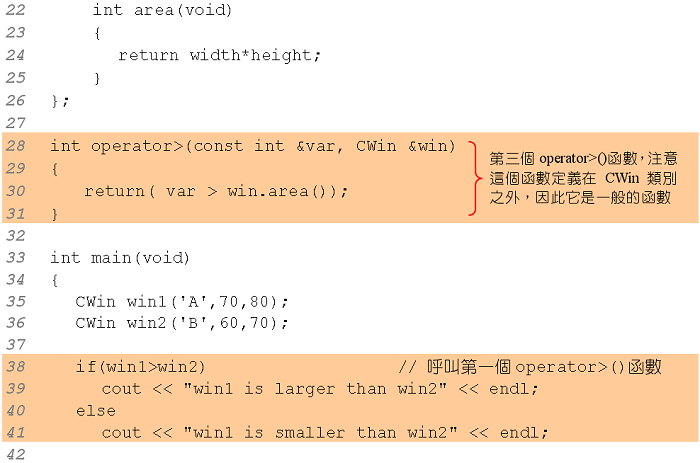 22 int area(void)
23 {
24 return width*height;
25 }
26 };
27
28 int operator>(const int &var, CWin &win)
29 {
30 return( var > win.area());
31 }
第三個 operator>()函數，注意
這個函數定義在 CWin 類別
之外，因此它是一般的函數
32
33 int main(void)
34 {
35 CWin win1('A',70,80);
36 CWin win2('B',60,70);
37
38 if(win1>win2) // 呼叫第一個operator>()函數
39 cout << "win1 is larger than win2" << endl;
40 else
41 cout << "win1 is smaller than win2" << endl;
42